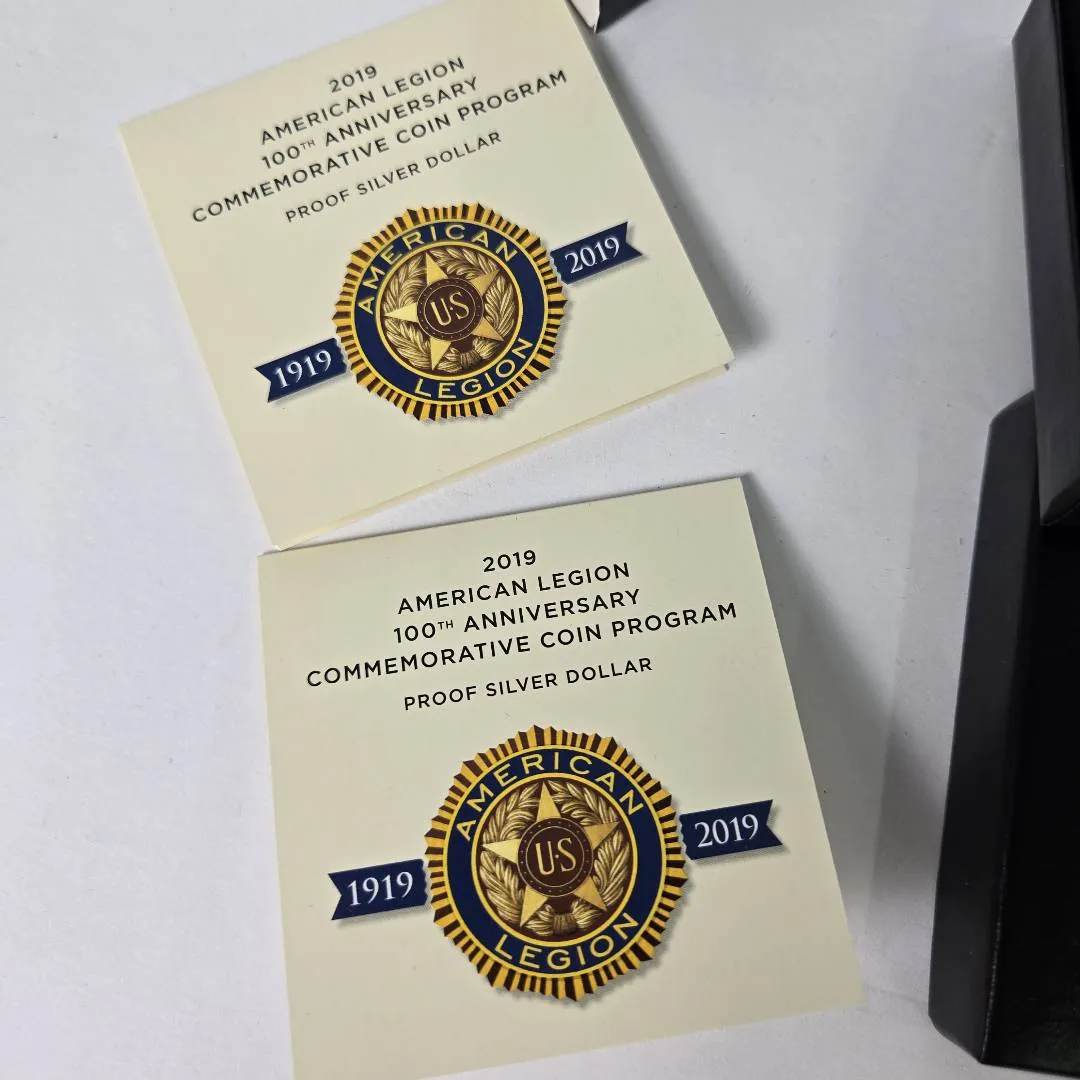 2019
AMERICAN LEGION
100TH ANNIVERSARY
COMMEMORATIVE COIN PROGRAM
PROOF SILVER DOLLAR
AMERICAN
LEGION
U·S
1919
2019
2019
AMERICAN LEGION
100TH ANNIVERSARY
COMMEMORATIVE COIN PROGRAM
PROOF SILVER DOLLAR
AMERICAN
LEGION
U·S
1919
2019